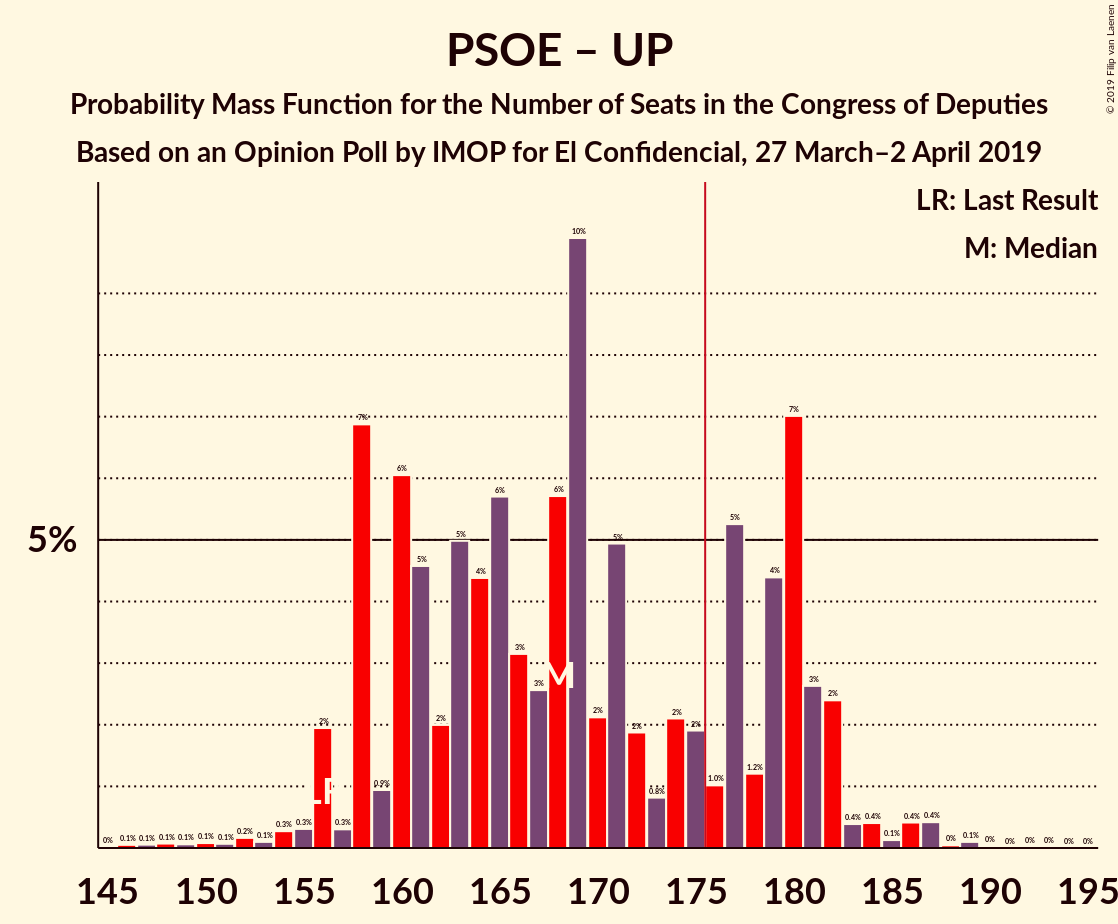 PSOE – UP
Probability Mass Function for the Number of Seats in the Congress of Deputies
Based on an Opinion Poll by IMOP for El Confidencial, 27 March–2 April 2019
© 2019 Filip van Laenen
LR: Last Result
M: Median
5%
0% 0.1% 0.1% 0.1% 0.1% 0.1% 0.1% 0.2% 0.1% 0.3% 0.3% 2% 0.3% 7% 0.9% 6% 5% 2% 5% 4% 6% 3% 3% 6% 10% 2% 5% 2% 0.8% 2% 2% 1.0% 5% 1.2% 4% 7% 3% 2% 0.4% 0.4% 0.1% 0.4% 0.4% 0% 0.1% 0% 0% 0% 0% 0% 0%
LR
M
145 150 155 160 165 170 175 180 185 190 195